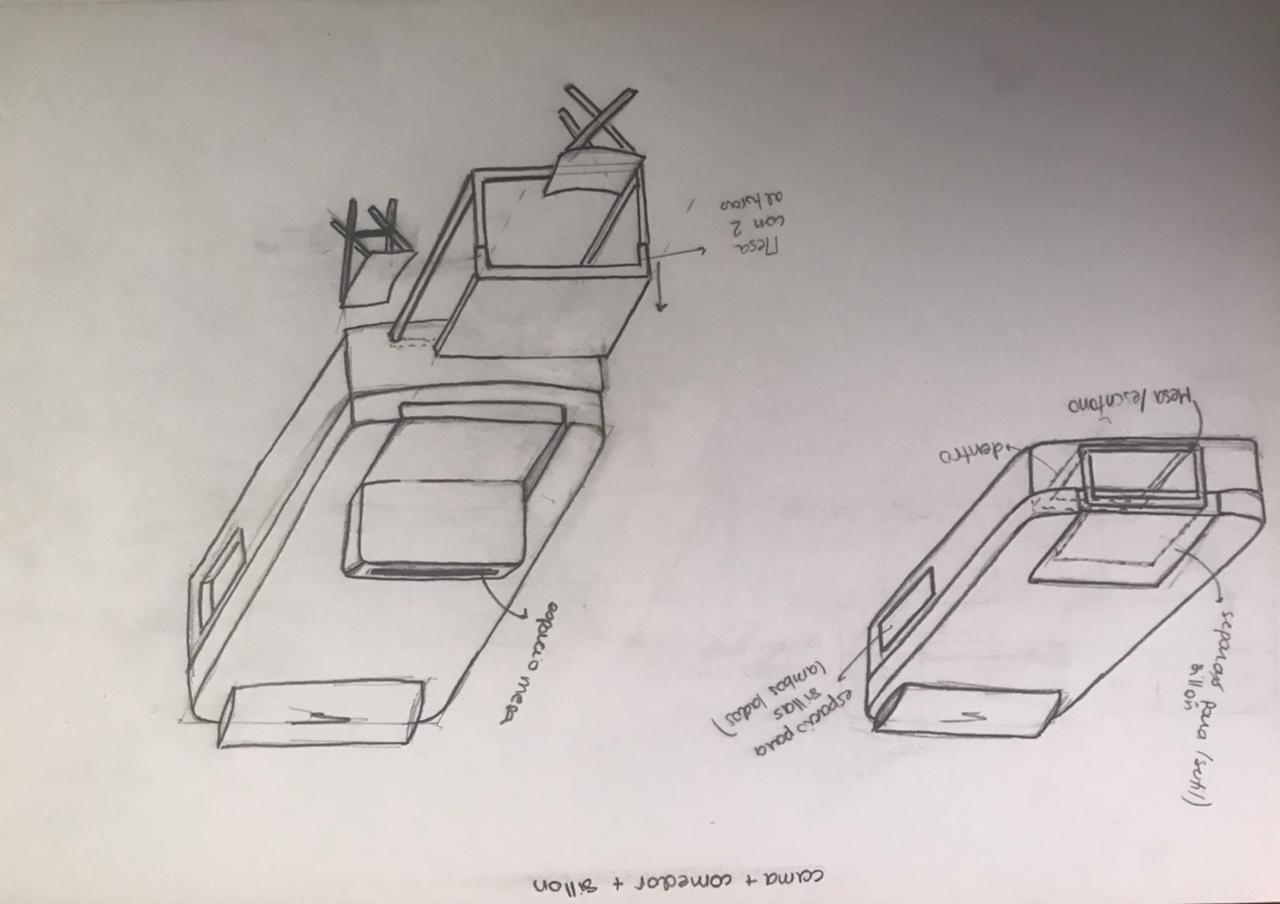 cama + comedor + sillon
separado para (sutil)
sillón
espacio para
sillas
(ambos lados)
espacio mesa
dentro
Mesa/escritorio
Mesa
con 2
alturas